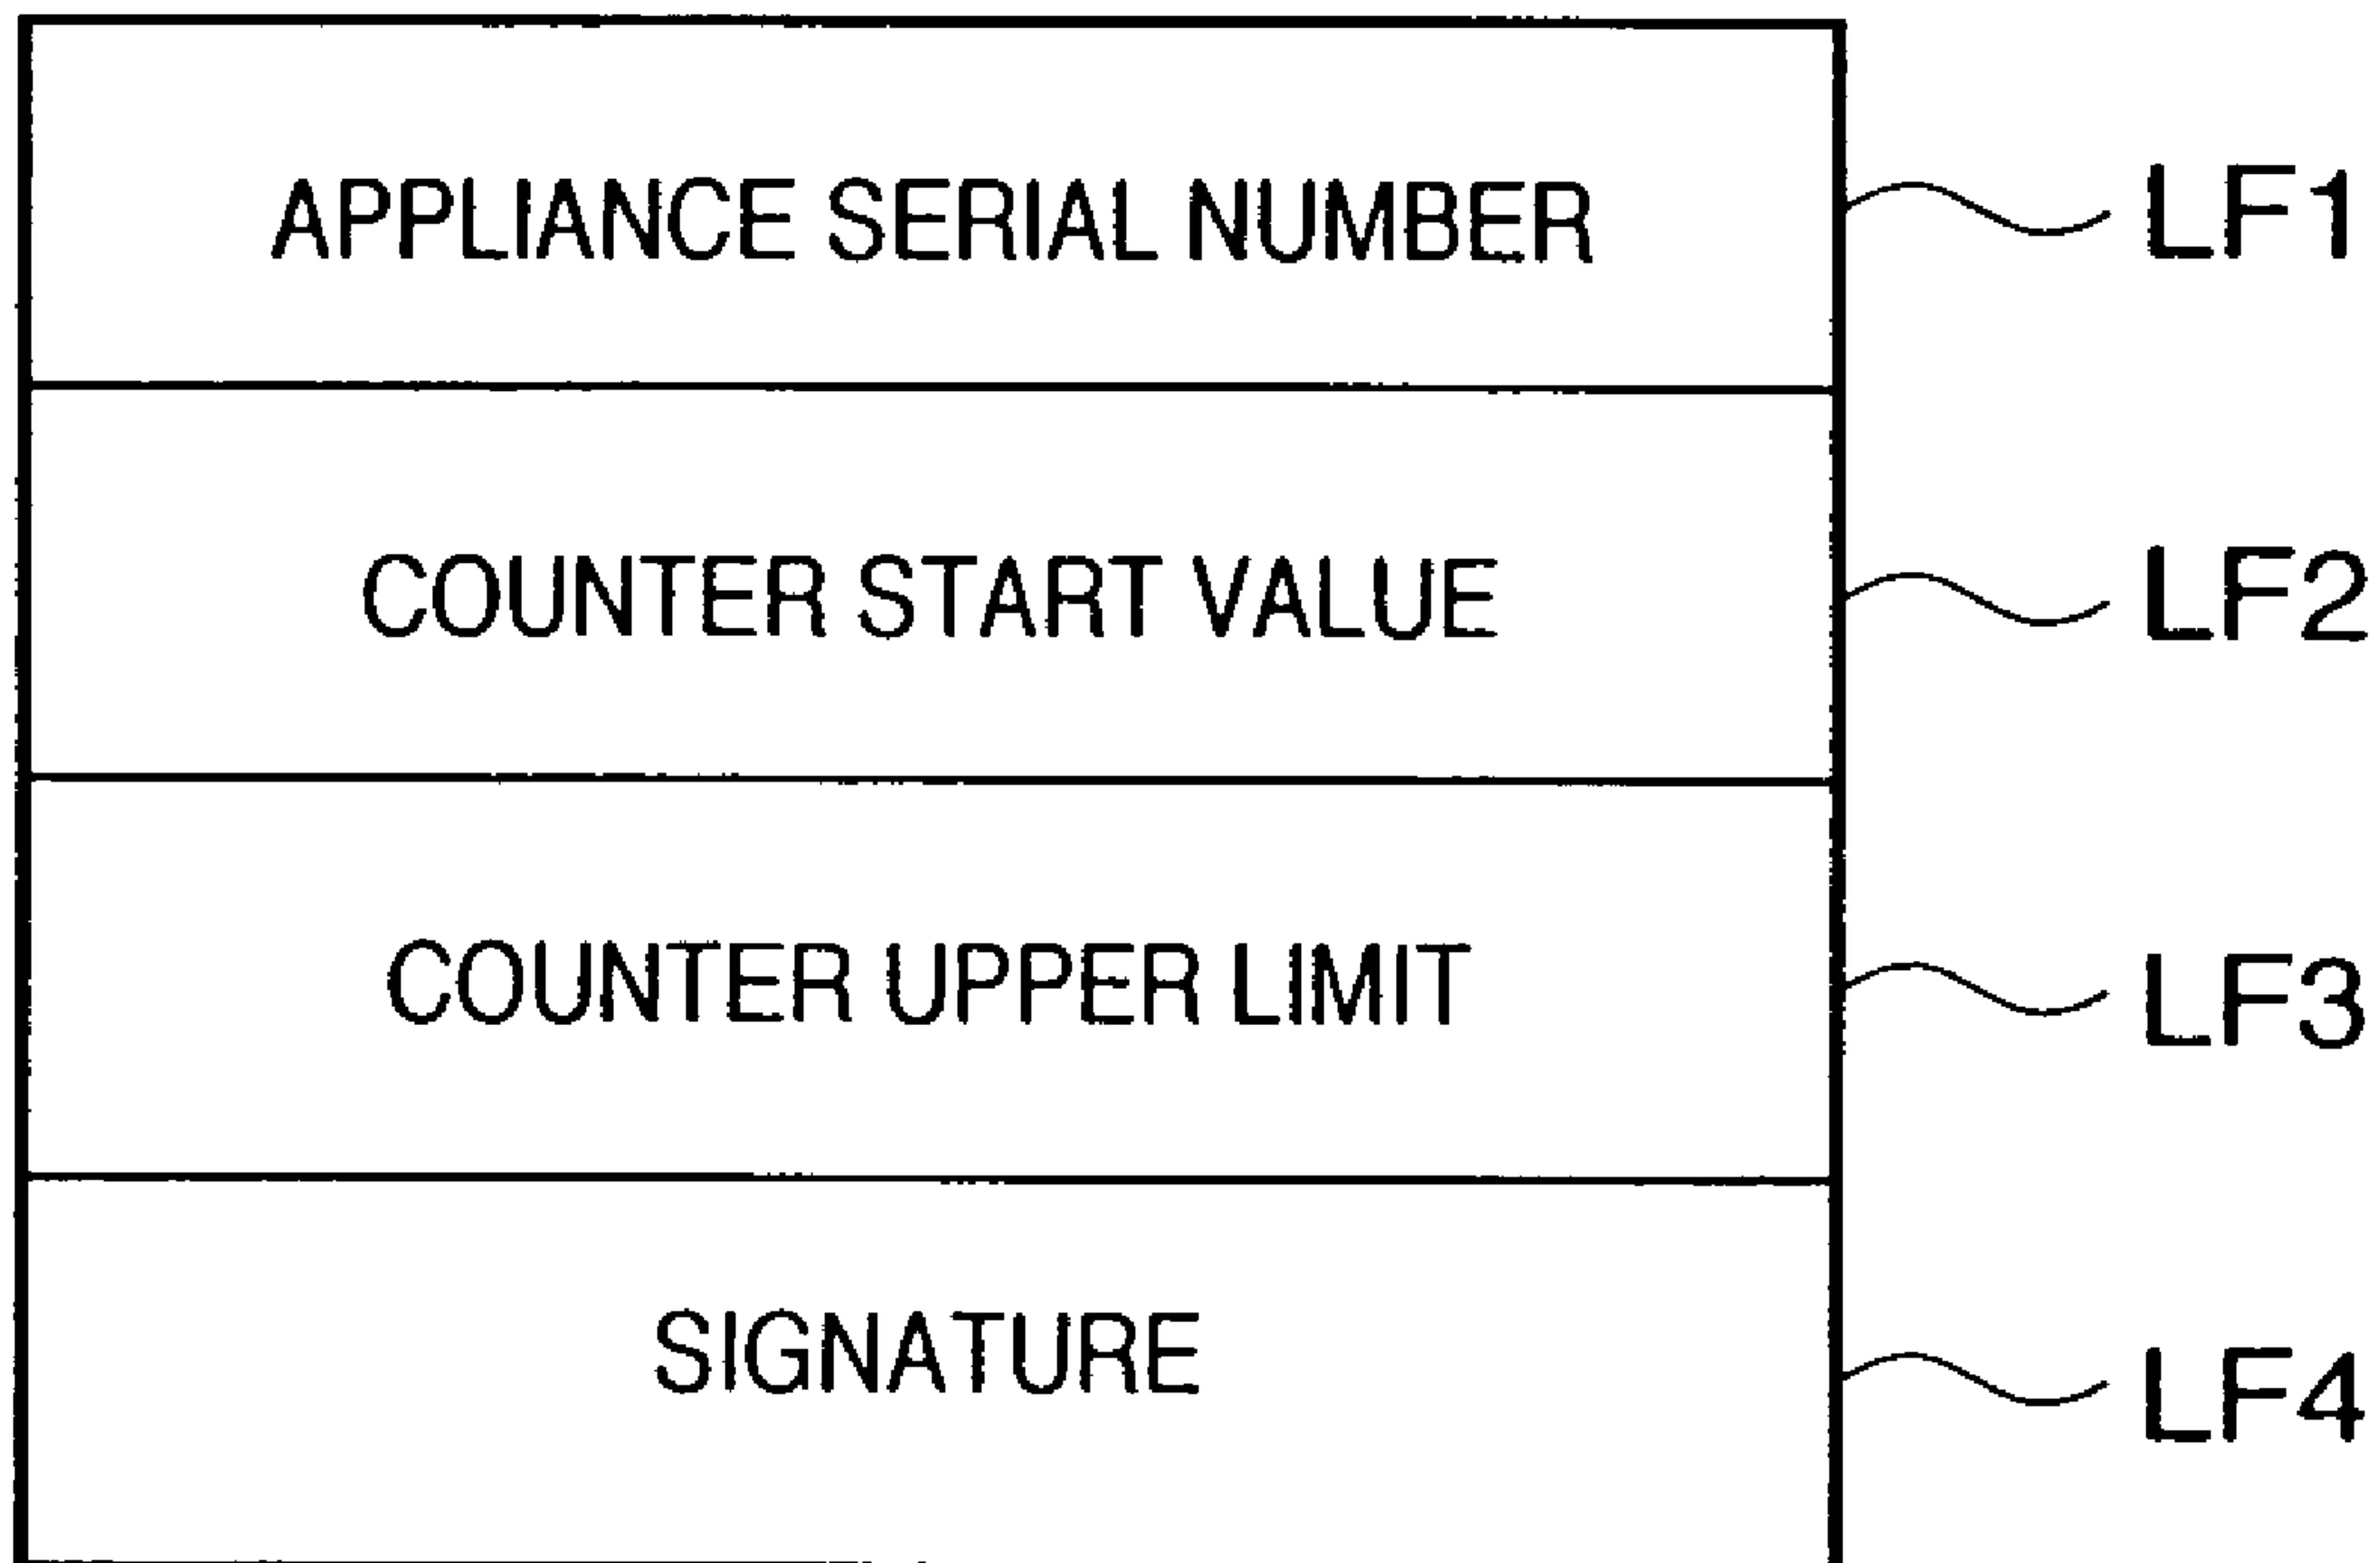 APPLIANCE SERIAL NUMBER LF1
COUNTER START VALUE LF2
COUNTER UPPER LIMIT LF3
SIGNATURE LF4